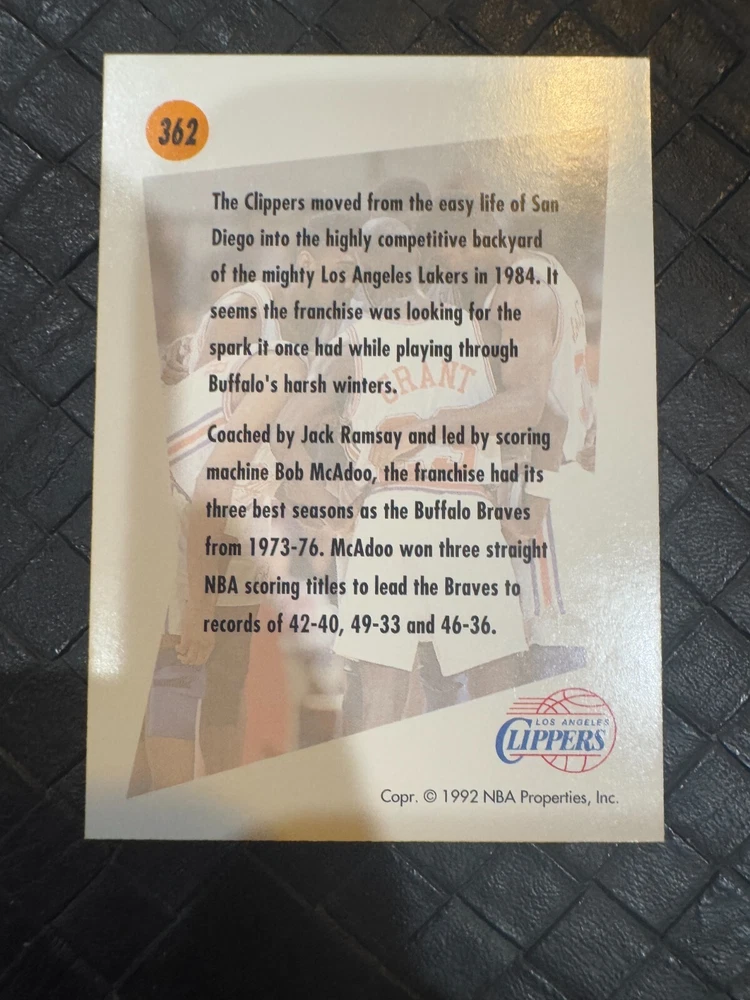 362
The Clippers moved from the easy life of San
Diego into the highly competitive backyard
of the mighty Los Angeles Lakers in 1984. It
seems the franchise was looking for the
spark it once had while playing through
Buffalo's harsh winters.
GRANT
Coached by Jack Ramsay and led by scoring
machine Bob McAdoo, the franchise had its
three best seasons as the Buffalo Braves
from 1973-76. McAdoo won three straight
NBA scoring titles to lead the Braves to
records of 42-40, 49-33 and 46-36.
LOS ANGELES
CLIPPERS
Copr. © 1992 NBA Properties, Inc.